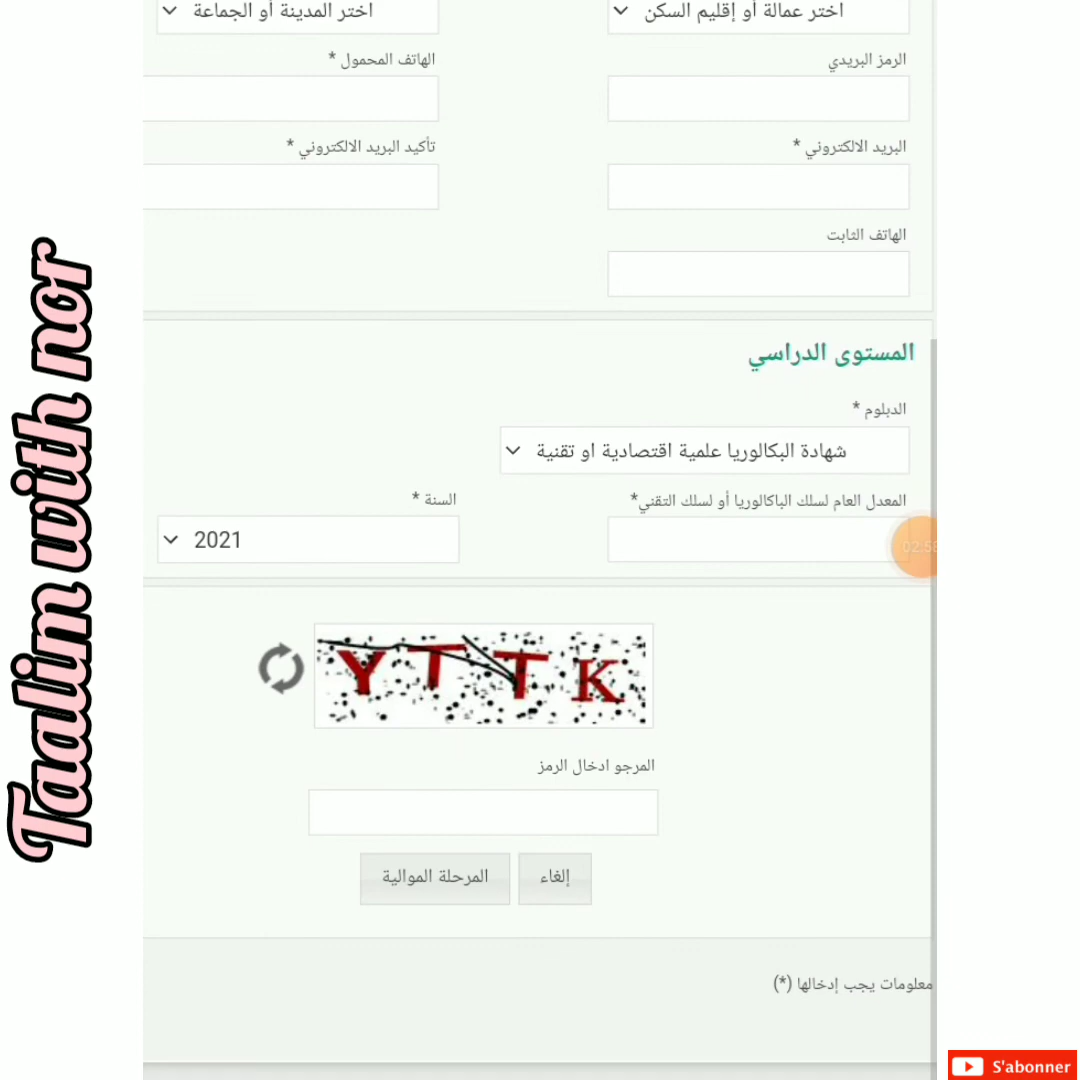 اختر عمالة أو إقليم السكن
اختر المدينة أو الجماعة
الرمز البريدي
الهاتف المحمول *
البريد الالكتروني *
تأكيد البريد الالكتروني *
الهاتف الثابت
المستوى الدراسي
الدبلوم *
شهادة البكالوريا علمية اقتصادية او تقنية
المعدل العام لسلك الباكالوريا أو لسلك التقني*
السنة *
2021
02:58
YTTK
المرجو ادخال الرمز
إلغاء
المرحلة الموالية
معلومات يجب إدخالها (*)
Taalim with nor
S'abonner